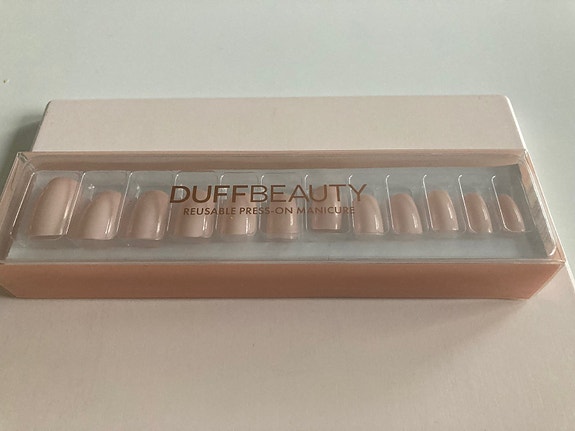 DUFFBEAUTY
REUSABLE PRESS-ON MANICURE